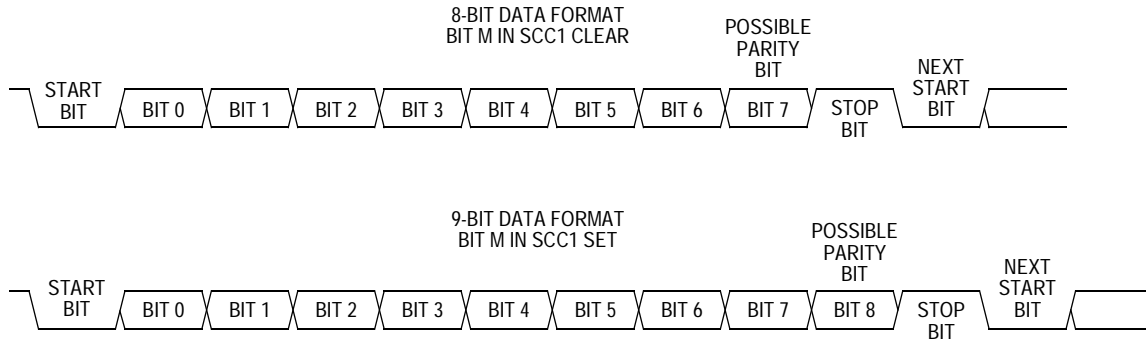 8-BIT DATA FORMAT
BIT M IN SCC1 CLEAR
POSSIBLE
PARITY
BIT
START
BIT
BIT 0
BIT 1
BIT 2
BIT 3
BIT 4
BIT 5
BIT 6
BIT 7
STOP
BIT
NEXT
START
BIT
9-BIT DATA FORMAT
BIT M IN SCC1 SET
POSSIBLE
PARITY
BIT
START
BIT
BIT 0
BIT 1
BIT 2
BIT 3
BIT 4
BIT 5
BIT 6
BIT 7
BIT 8
STOP
BIT
NEXT
START
BIT